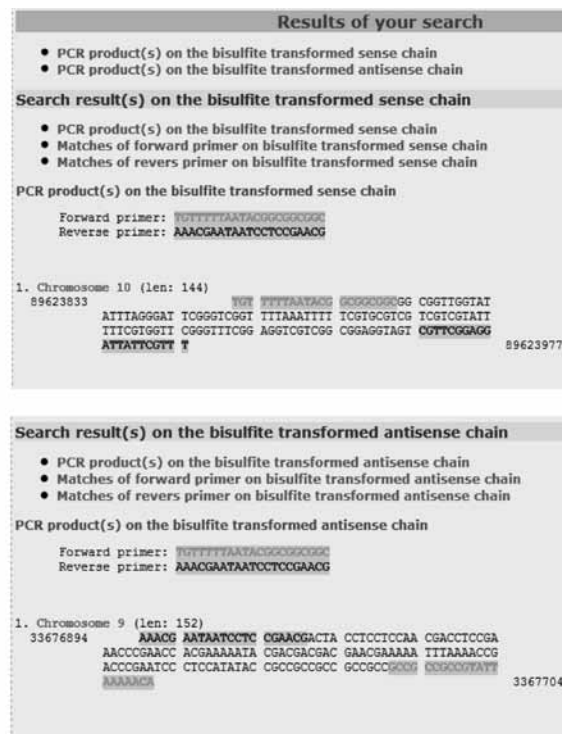 Results of your search
PCR product(s) on the bisulfite transformed sense chain
PCR product(s) on the bisulfite transformed antisense chain
Search result(s) on the bisulfite transformed sense chain
PCR product(s) on the bisulfite transformed sense chain
Matches of forward primer on bisulfite transformed sense chain
Matches of revers primer on bisulfite transformed sense chain
PCR product(s) on the bisulfite transformed sense chain
Forward primer: TGTTTTTAATACGGCGGCGGC
Reverse primer: AAACGAATAATCCTCCGAACG
1. Chromosome 10 (len: 144)
89623833 TGT TTTTAATACG GCGGCGGCGG CGGTTGGTAT
ATTTAGGGAT TCGGGTCGGT TTTAAATTTT TCGTGCGTCG TCGTCGTATT
TTTCGTGGTT CGGGTTTCGG AGGTCGTCGG CGGAGGTAGT CGTTCGGAGG
ATTATTCGTT T 89623977
Search result(s) on the bisulfite transformed antisense chain
PCR product(s) on the bisulfite transformed antisense chain
Matches of forward primer on bisulfite transformed antisense chain
Matches of revers primer on bisulfite transformed antisense chain
PCR product(s) on the bisulfite transformed antisense chain
Forward primer: TGTTTTTAATACGGCGGCGGC
Reverse primer: AAACGAATAATCCTCCGAACG
1. Chromosome 9 (len: 152)
33676894 AAACG AATAATCCTC CGAACGACTA CCTCCTCCAA CGACCTCCGA
AACCCGAACC ACGAAAAATA CGACGACGAC GAACGAAAAA TTTAAAACCG
ACCCGAATCC CTCCATATAC CGCCGCCGCC GCCGCCGCCG CCGCCGTATT
AAAAACA 3367704